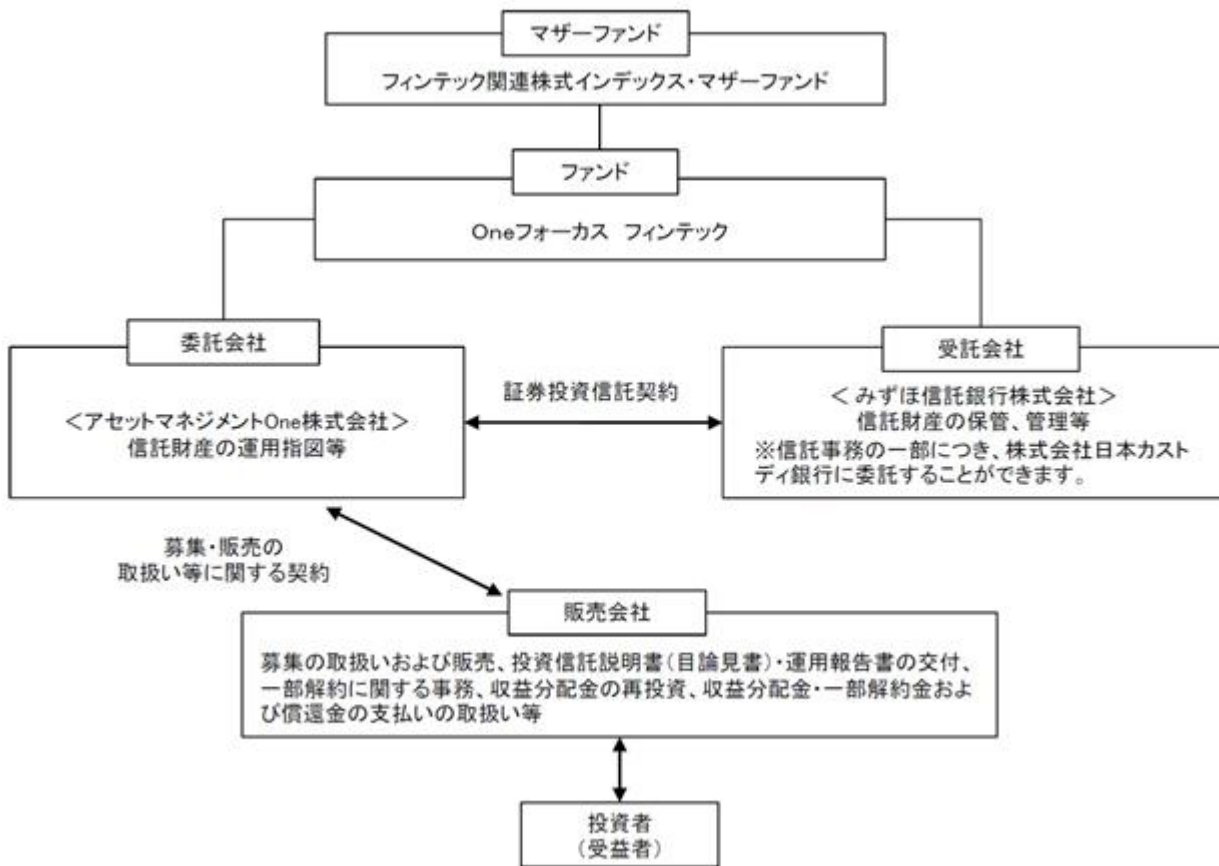 マザーファンド
フィンテック関連株式インデックス・マザーファンド
ファンド
Oneフォーカス フィンテック
委託会社
<アセットマネジメントOne株式会社>
信託財産の運用指図等
証券投資信託契約
受託会社
<みずほ信託銀行株式会社>
信託財産の保管、管理等
※信託事務の一部につき、株式会社日本カスト
ディ銀行に委託することができます。
募集・販売の
取扱い等に関する契約
販売会社
募集の取扱いおよび販売、投資信託説明書(目論見書)・運用報告書の交付、
一部解約に関する事務、収益分配金の再投資、収益分配金・一部解約金およ
び償還金の支払いの取扱い等
投資者
(受益者)